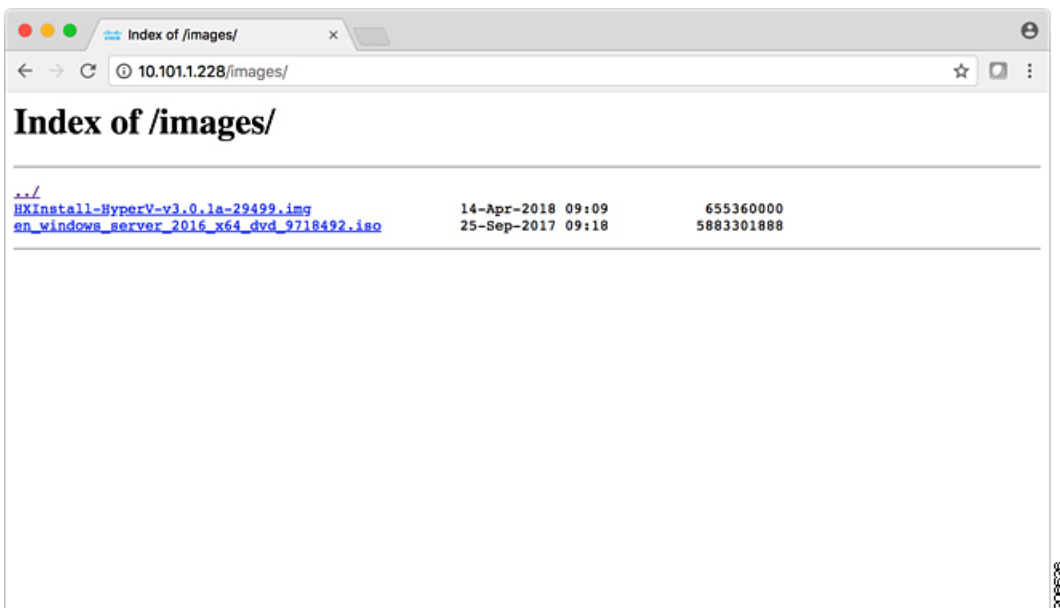 Index of /images/
10.101.1.228/images/
Index of /images/
../
HXInstall-HyperV-v3.0.1a-29499.img 14-Apr-2018 09:09 655360000
en_windows_server_2016_x64_dvd_9718492.iso 25-Sep-2017 09:18 5883301888